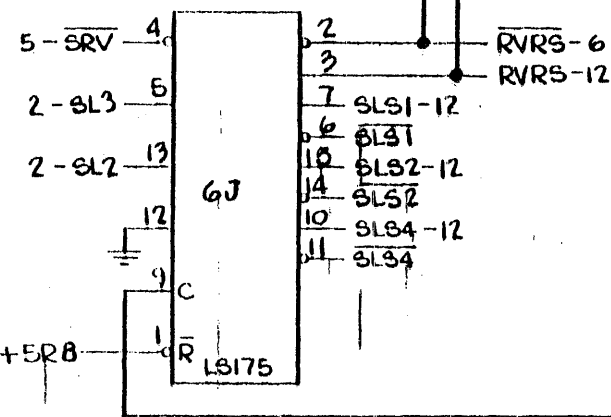 5-SRV 4 2 RVRS-6
3 RVRS-12
2-SL3 5 7 SLS1-12
6 SLS1
2-SL2 13 15 SLS2-12
6J 14 SLS2
12 10 SLS4-12
11 SLS4
9 C
+5R8 1 R
LS175